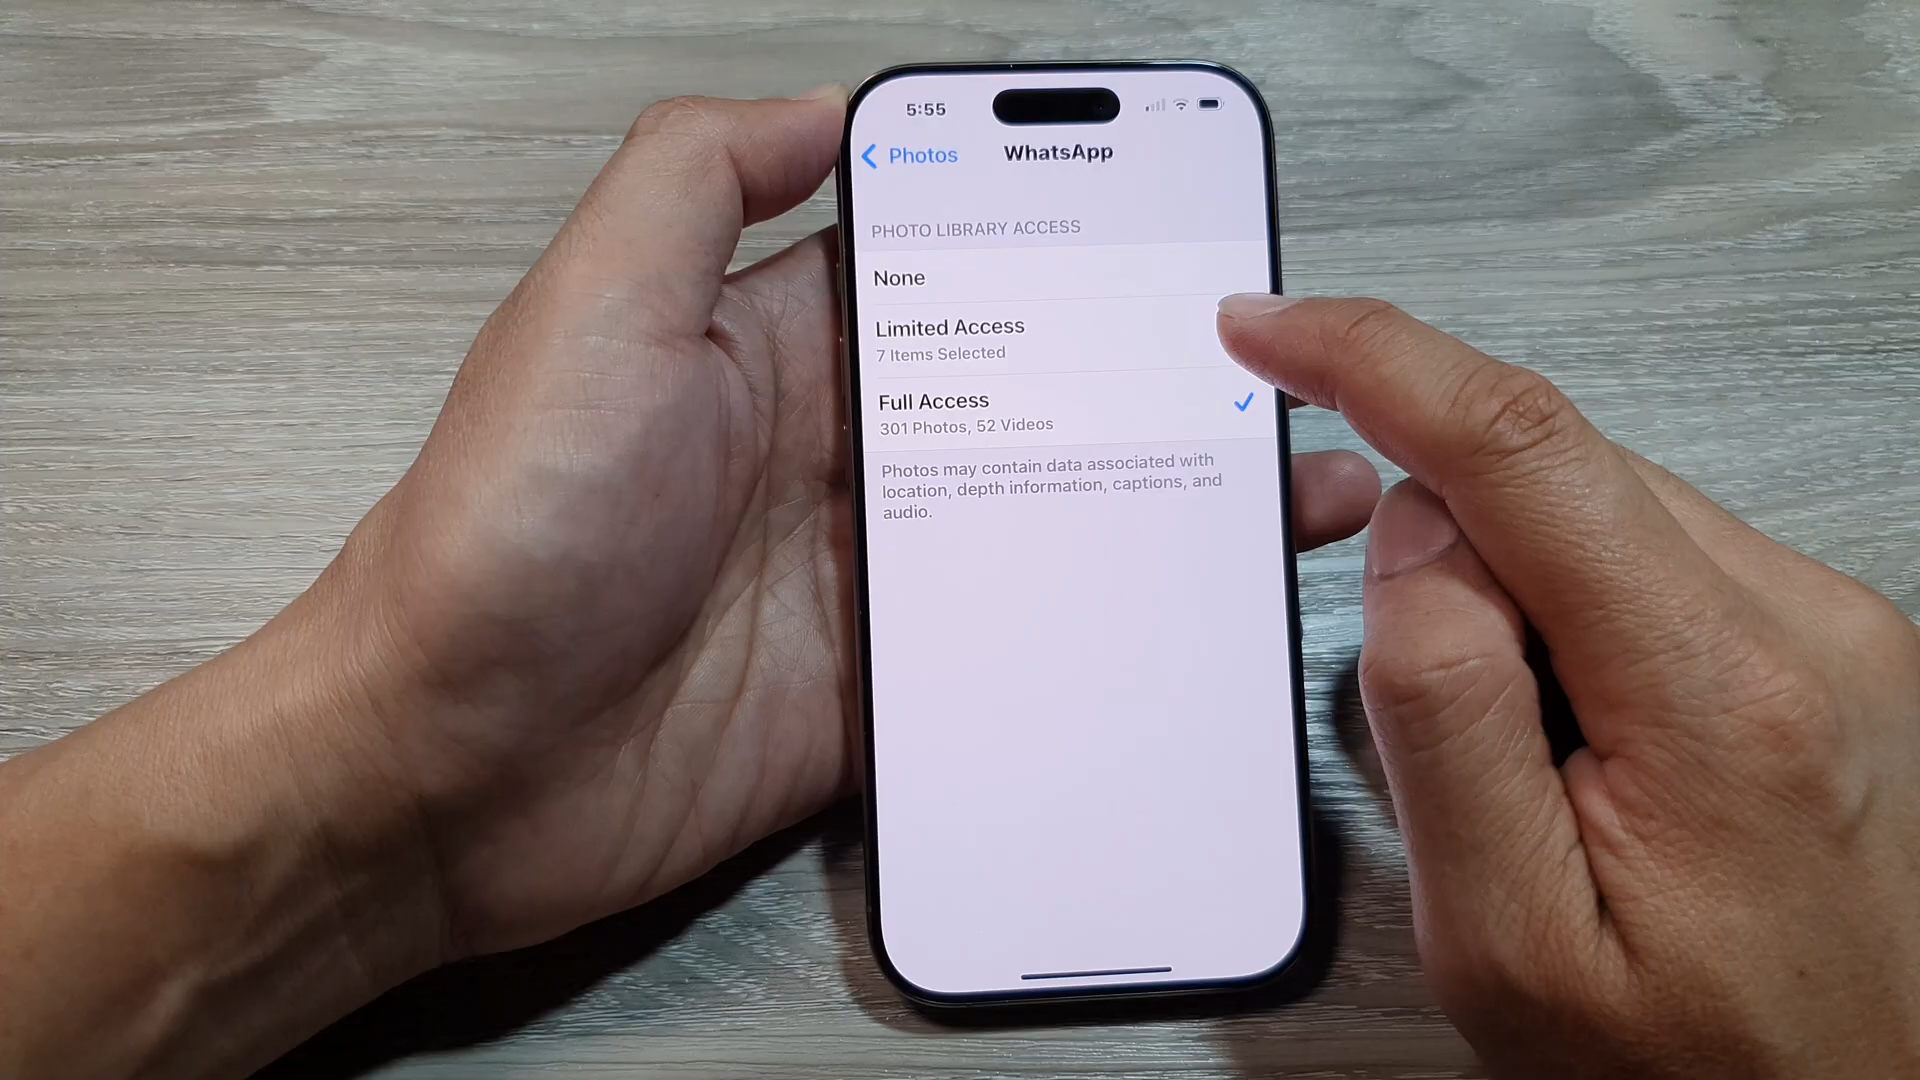 5:55
Photos
WhatsApp
PHOTO LIBRARY ACCESS
None
Limited Access
7 Items Selected
Full Access
301 Photos, 52 Videos
Photos may contain data associated with
location, depth information, captions, and
audio.